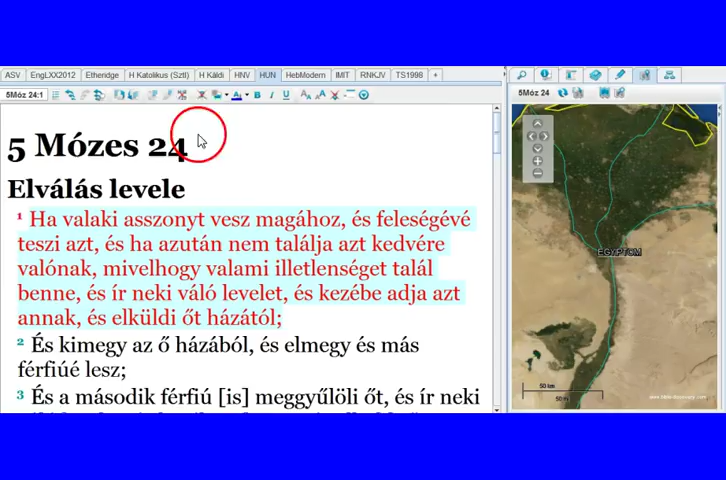 ASV EngLXX2012 Etheridge H Katolikus (SztI) H Káldi HNV HUN HebModern IMIT RNKJV TS1998 +
5Móz 24:1
5Móz 24
5 Mózes 24
Elválás levele
1 Ha valaki asszonyt vesz magához, és feleségévé
teszi azt, és ha azután nem találja azt kedvére
valónak, mivelhogy valami illetlenséget talál
benne, és ír neki váló levelet, és kezébe adja azt
annak, és elküldi őt házától;
2 És kimegy az ő házából, és elmegy és más
férfiúé lesz;
3 És a második férfiú [is] meggyűlöli őt, és ír neki
EGYIPTOM
50 km
50 m